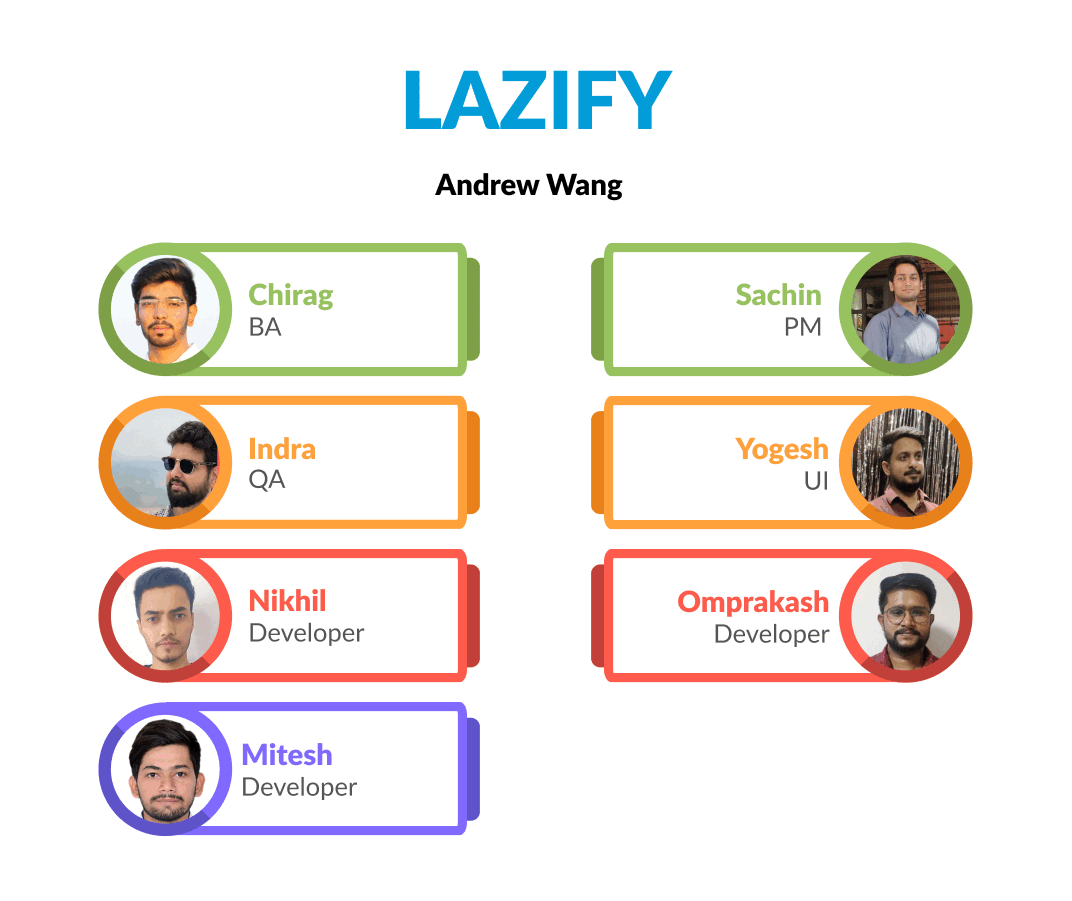 LAZIFY
Andrew Wang
Chirag
BA
Sachin
PM
Indra
QA
Yogesh
UI
Nikhil
Developer
Omprakash
Developer
Mitesh
Developer